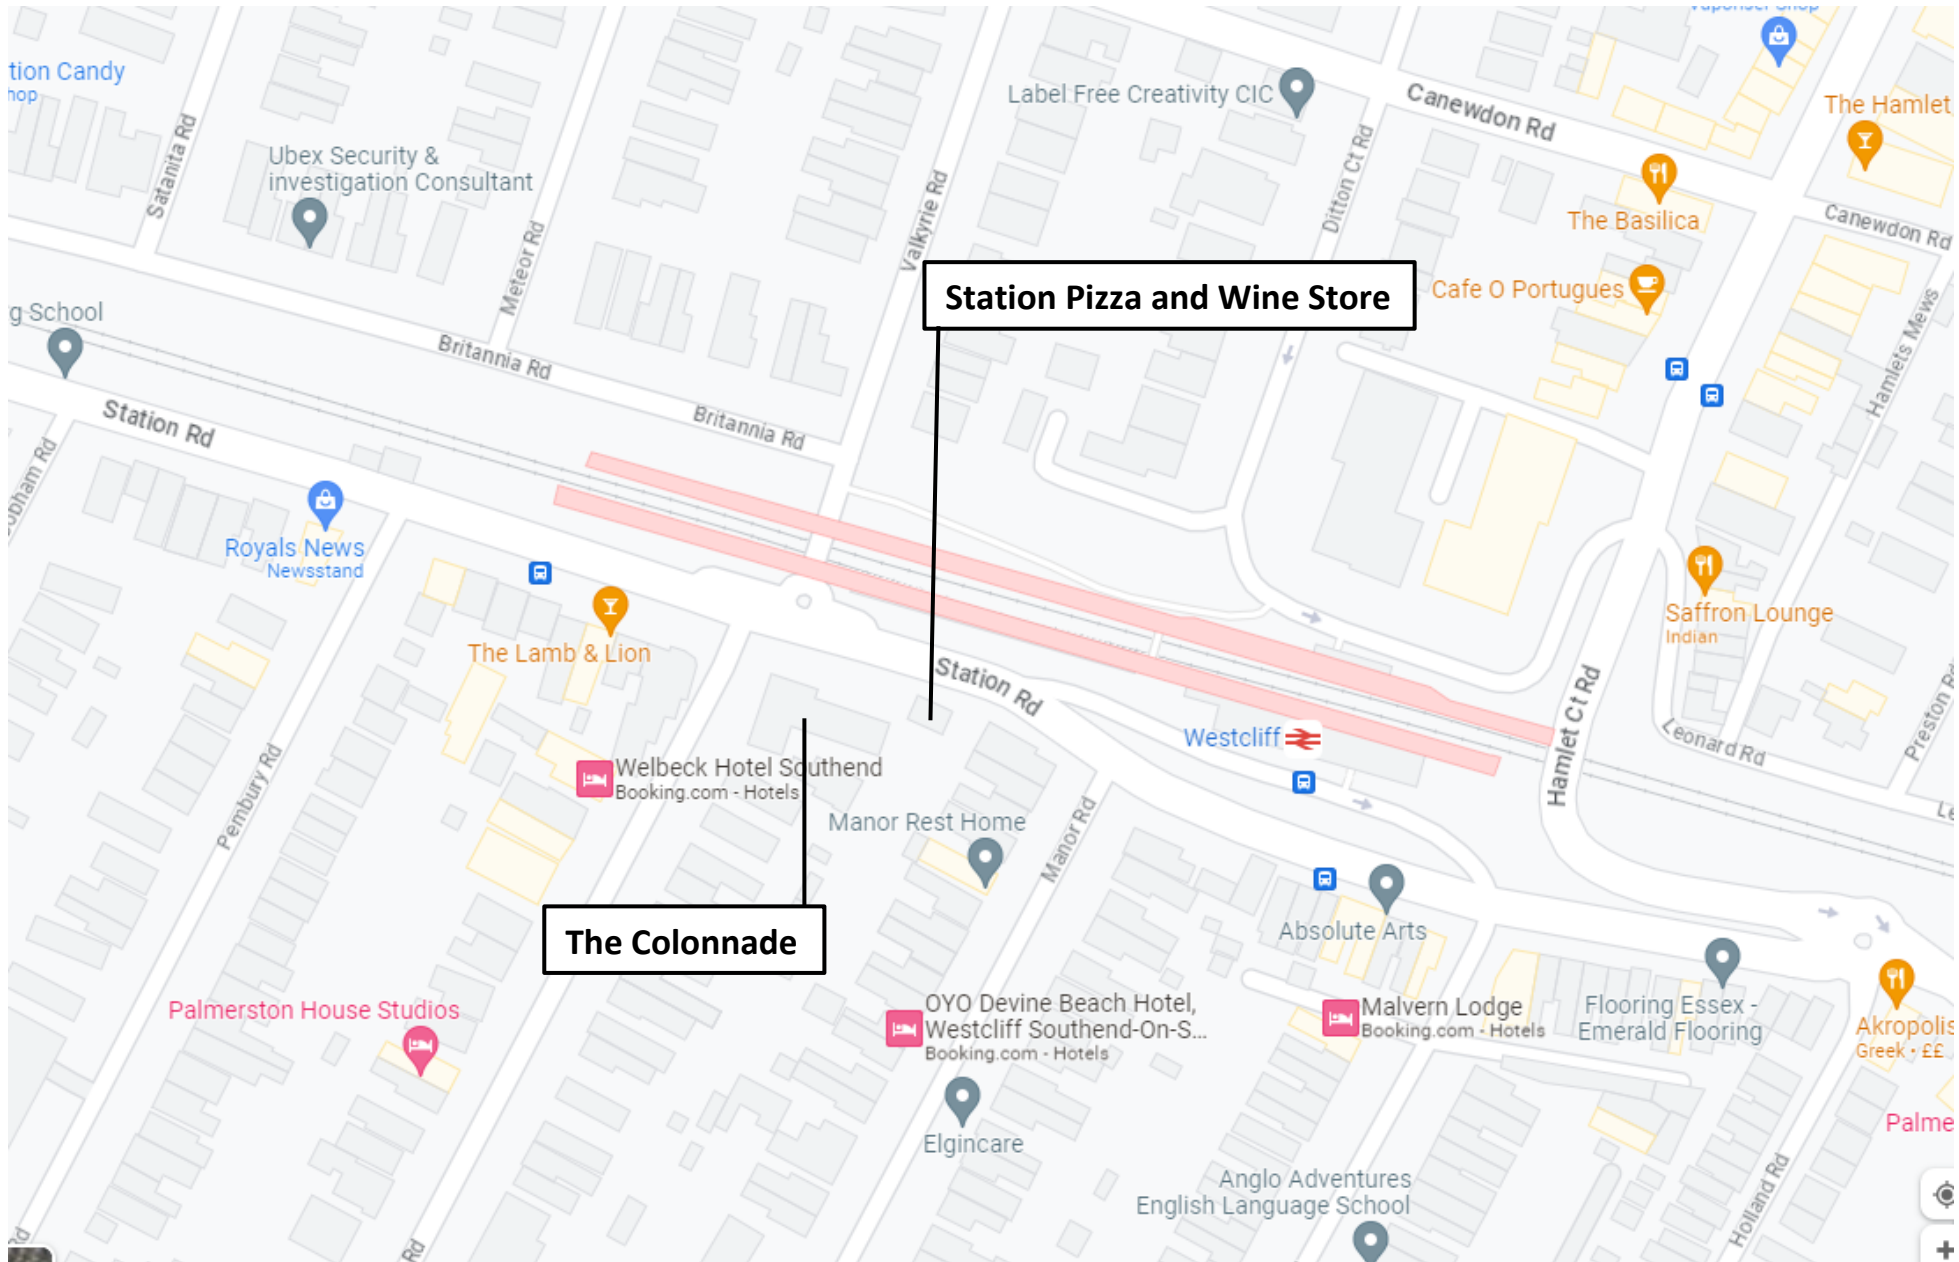 tion Candy
hop
Satanita Rd
Ubex Security &
investigation Consultant
Meteor Rd
Valkyrie Rd
Label Free Creativity CIC
Ditton Ct Rd
Canewdon Rd
The Hamlet
The Basilica
Canewdon Rd
Cafe O Portugues
Hamlets Mews
Station Pizza and Wine Store
g School
Britannia Rd
Britannia Rd
Station Rd
obham Rd
Royals News
Newsstand
The Lamb & Lion
Station Rd
Saffron Lounge
Indian
Hamlet Ct Rd
Westcliff
Leonard Rd
Preston Rd
Le
Pembury Rd
Welbeck Hotel Southend
Booking.com - Hotels
Manor Rest Home
Manor Rd
The Colonnade
Absolute Arts
Palmerston House Studios
OYO Devine Beach Hotel,
Westcliff Southend-On-S...
Booking.com - Hotels
Malvern Lodge
Booking.com - Hotels
Flooring Essex -
Emerald Flooring
Akropolis
Greek • ££
Elgincare
Palme
Anglo Adventures
English Language School
Holland Rd
Rd
Rd